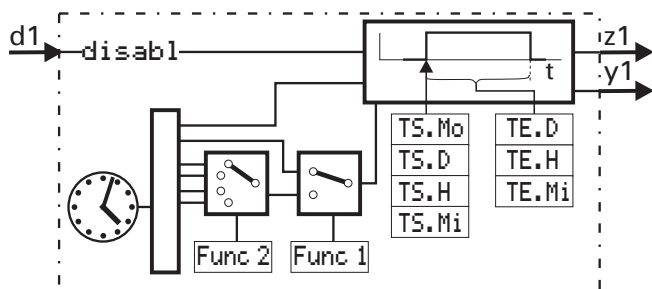 d1
disabl
z1
y1
t
TS.Mo
TS.D
TS.H
TS.Mi
TE.D
TE.H
TE.Mi
Func 2
Func 1